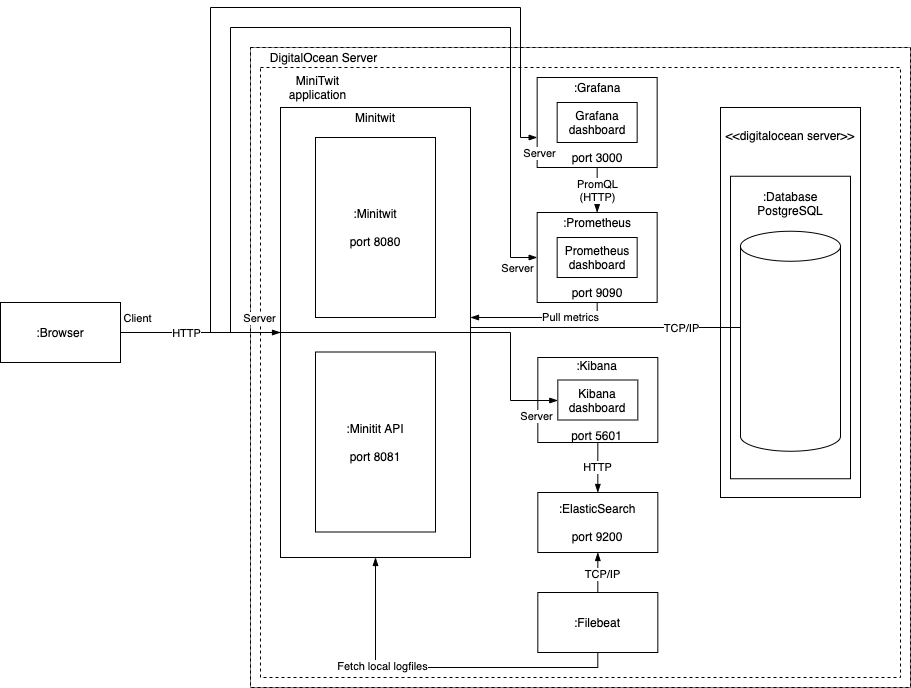 DigitalOcean Server
MiniTwit
application
Minitwit
:Minitwit
port 8080
:Minitit API
port 8081
:Browser
Client
HTTP
Server
:Grafana
Grafana
dashboard
Server
port 3000
PromQL
(HTTP)
:Prometheus
Prometheus
dashboard
Server
port 9090
Pull metrics
TCP/IP
:Kibana
Kibana
dashboard
Server
port 5601
HTTP
:ElasticSearch
port 9200
TCP/IP
:Filebeat
Fetch local logfiles
<<digitalocean server>>
:Database
PostgreSQL